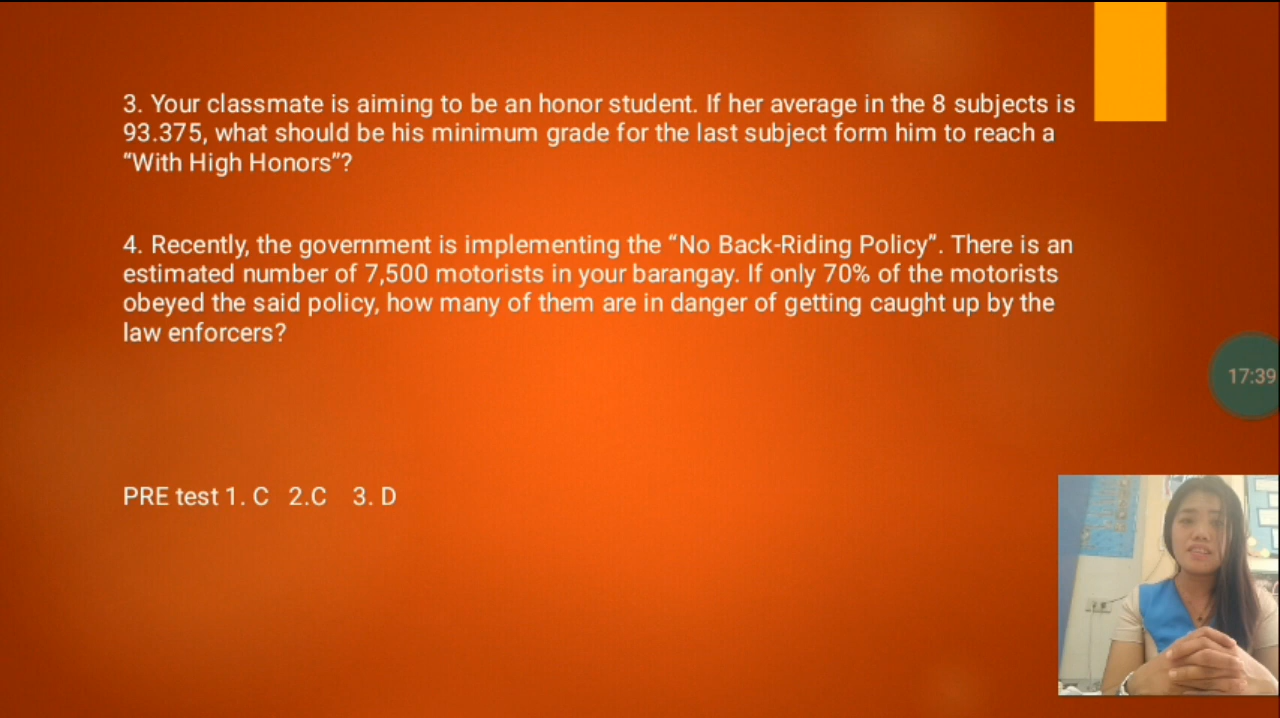 3. Your classmate is aiming to be an honor student. If her average in the 8 subjects is
93.375, what should be his minimum grade for the last subject form him to reach a
“With High Honors”?
4. Recently, the government is implementing the “No Back-Riding Policy”. There is an
estimated number of 7,500 motorists in your barangay. If only 70% of the motorists
obeyed the said policy, how many of them are in danger of getting caught up by the
law enforcers?
17:39
PRE test 1. C 2.C 3. D